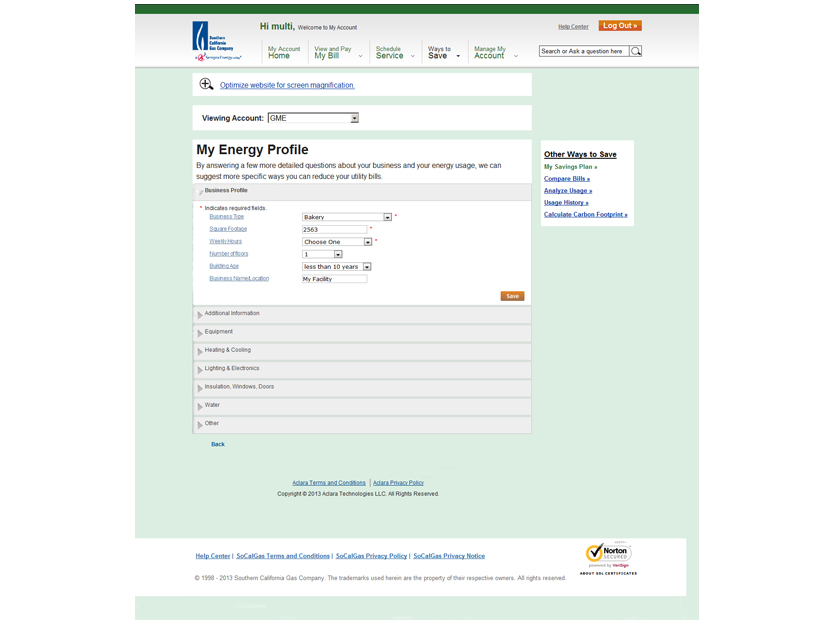 Hi multi, Welcome to My Account
Help Center
Log Out »
Southern
California
Gas Company
A Sempra Energy utility
My Account
Home
View and Pay
My Bill
Schedule
Service
Ways to
Save
Manage My
Account
Search or Ask a question here
Optimize website for screen magnification.
Viewing Account: GME
My Energy Profile
By answering a few more detailed questions about your business and your energy usage, we can
suggest more specific ways you can reduce your utility bills.
Business Profile
* Indicates required fields.
Business Type Bakery *
Square Footage 2563 *
Weekly Hours Choose One *
Number of floors 1
Building Age less than 10 years
Business Name/Location My Facility
Save
Additional Information
Equipment
Heating & Cooling
Lighting & Electronics
Insulation, Windows, Doors
Water
Other
Back
Other Ways to Save
My Savings Plan »
Compare Bills »
Analyze Usage »
Usage History »
Calculate Carbon Footprint »
Aclara Terms and Conditions | Aclara Privacy Policy
Copyright © 2013 Aclara Technologies LLC. All Rights Reserved.
Help Center | SoCalGas Terms and Conditions | SoCalGas Privacy Policy | SoCalGas Privacy Notice
© 1998 - 2013 Southern California Gas Company. The trademarks used herein are the property of their respective owners. All rights reserved.
Norton
SECURED
powered by VeriSign
ABOUT SSL CERTIFICATES